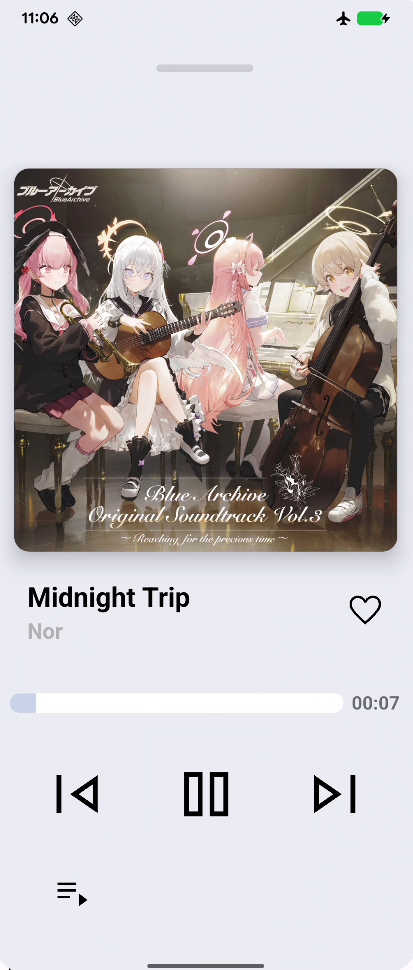 11:06
ブルーアーカイブ
BlueArchive
Blue Archive
Original Soundtrack Vol.3
~ Reaching for the precious time ~
Midnight Trip
Nor
00:07